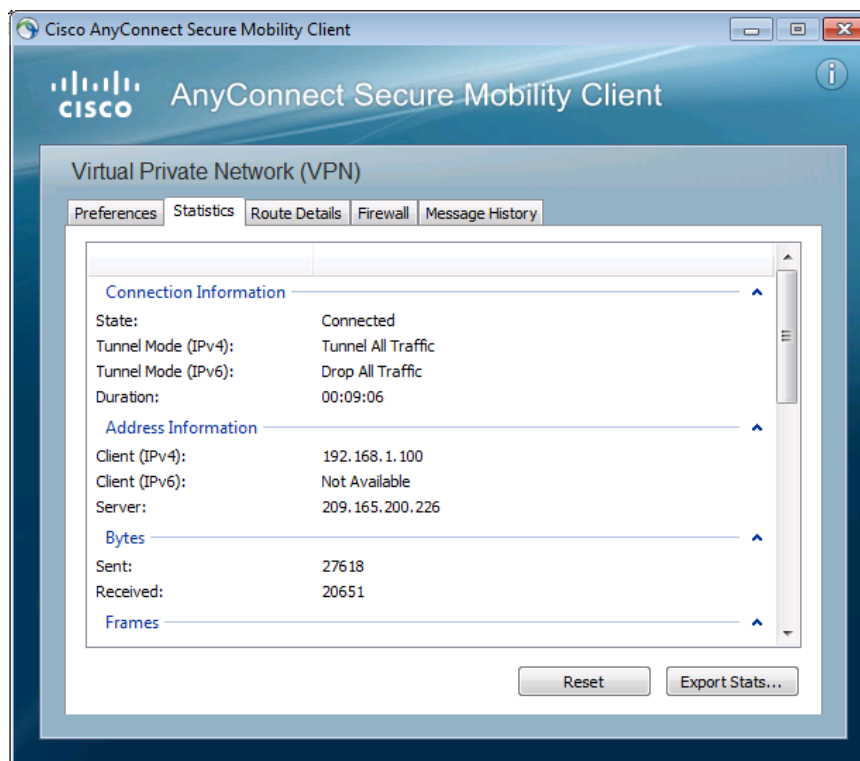 Cisco AnyConnect Secure Mobility Client
CISCO AnyConnect Secure Mobility Client
Virtual Private Network (VPN)
Preferences Statistics Route Details Firewall Message History
Connection Information
State: Connected
Tunnel Mode (IPv4): Tunnel All Traffic
Tunnel Mode (IPv6): Drop All Traffic
Duration: 00:09:06
Address Information
Client (IPv4): 192.168.1.100
Client (IPv6): Not Available
Server: 209.165.200.226
Bytes
Sent: 27618
Received: 20651
Frames
Reset Export Stats...